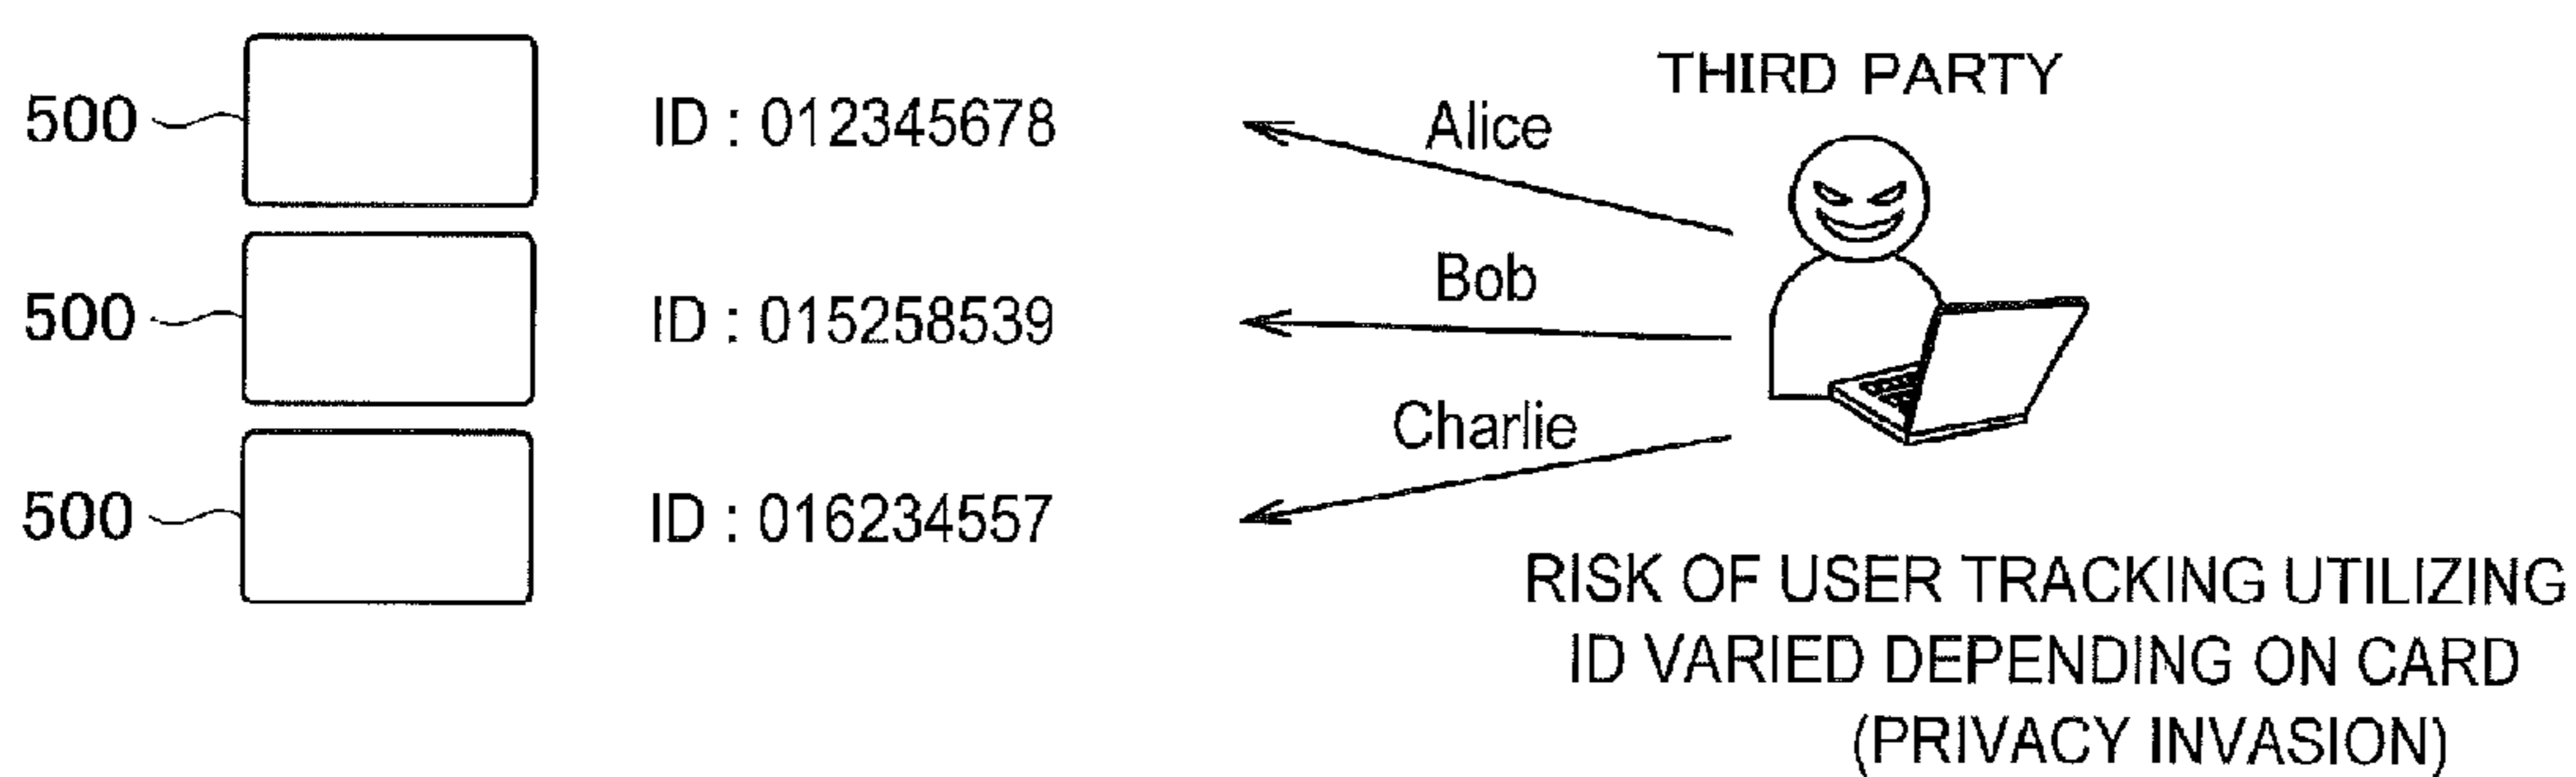 THIRD PARTY
500 ID : 012345678 Alice
500 ID : 015258539 Bob
500 ID : 016234557 Charlie
RISK OF USER TRACKING UTILIZING
ID VARIED DEPENDING ON CARD
(PRIVACY INVASION)